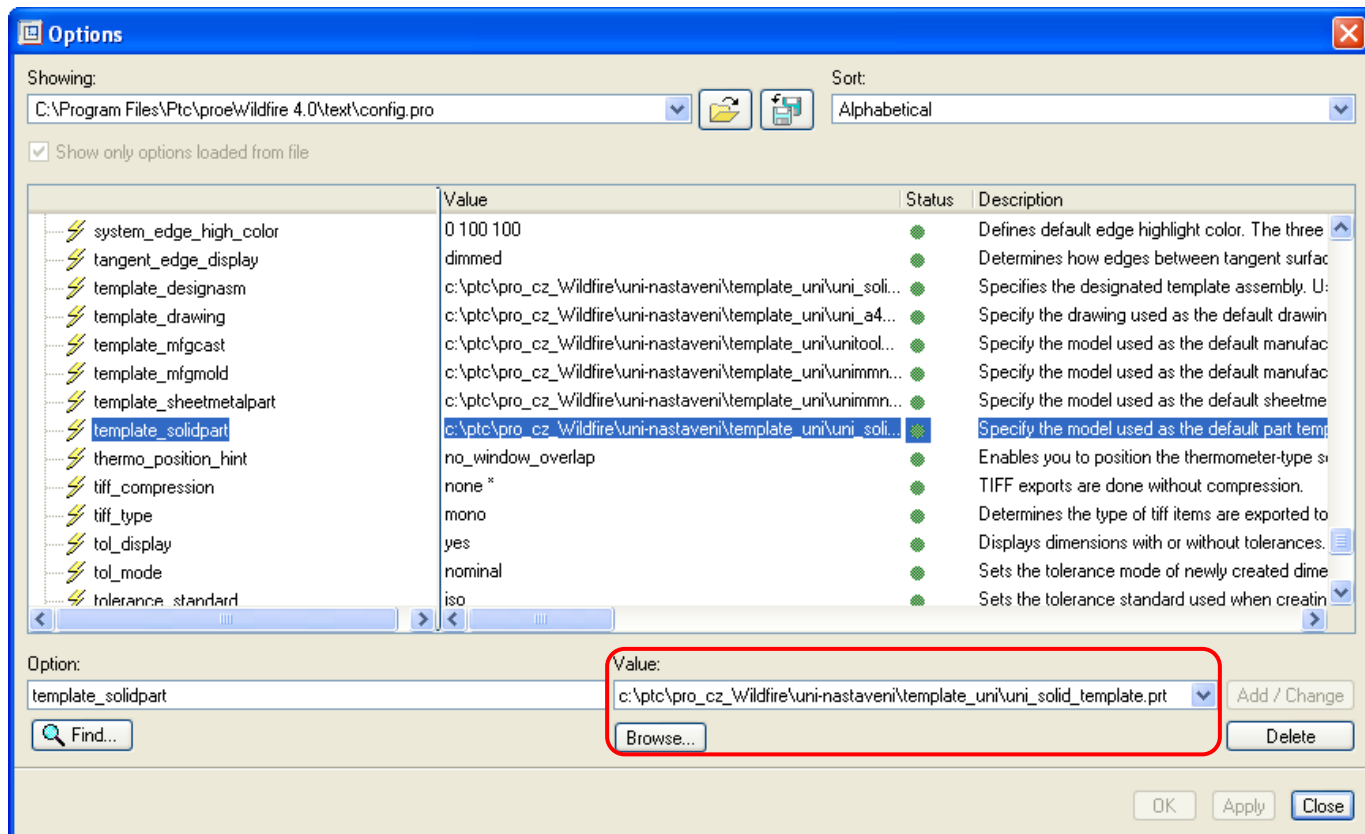 Options
Showing: Sort:
C:\Program Files\Ptc\proeWildfire 4.0\text\config.pro Alphabetical
Show only options loaded from file
Value Status Description
system_edge_high_color 0 100 100 Defines default edge highlight color. The three
tangent_edge_display dimmed Determines how edges between tangent surfac
template_designasm c:\ptc\pro_cz_Wildfire\uni-nastaveni\template_uni\uni_soli... Specifies the designated template assembly. U
template_drawing c:\ptc\pro_cz_Wildfire\uni-nastaveni\template_uni\uni_a4... Specify the drawing used as the default drawin
template_mfgcast c:\ptc\pro_cz_Wildfire\uni-nastaveni\template_uni\unitool... Specify the model used as the default manufac
template_mfgmold c:\ptc\pro_cz_Wildfire\uni-nastaveni\template_uni\unimmn... Specify the model used as the default manufac
template_sheetmetalpart c:\ptc\pro_cz_Wildfire\uni-nastaveni\template_uni\unimmn... Specify the model used as the default sheetme
template_solidpart c:\ptc\pro_cz_Wildfire\uni-nastaveni\template_uni\uni_soli... Specify the model used as the default part temp
thermo_position_hint no_window_overlap Enables you to position the thermometer-type s
tiff_compression none * TIFF exports are done without compression.
tiff_type mono Determines the type of tiff items are exported to
tol_display yes Displays dimensions with or without tolerances.
tol_mode nominal Sets the tolerance mode of newly created dime
tolerance_standard iso Sets the tolerance standard used when creatin
Option: Value:
template_solidpart c:\ptc\pro_cz_Wildfire\uni-nastaveni\template_uni\uni_solid_template.prt Add / Change
Find... Browse... Delete
OK Apply Close